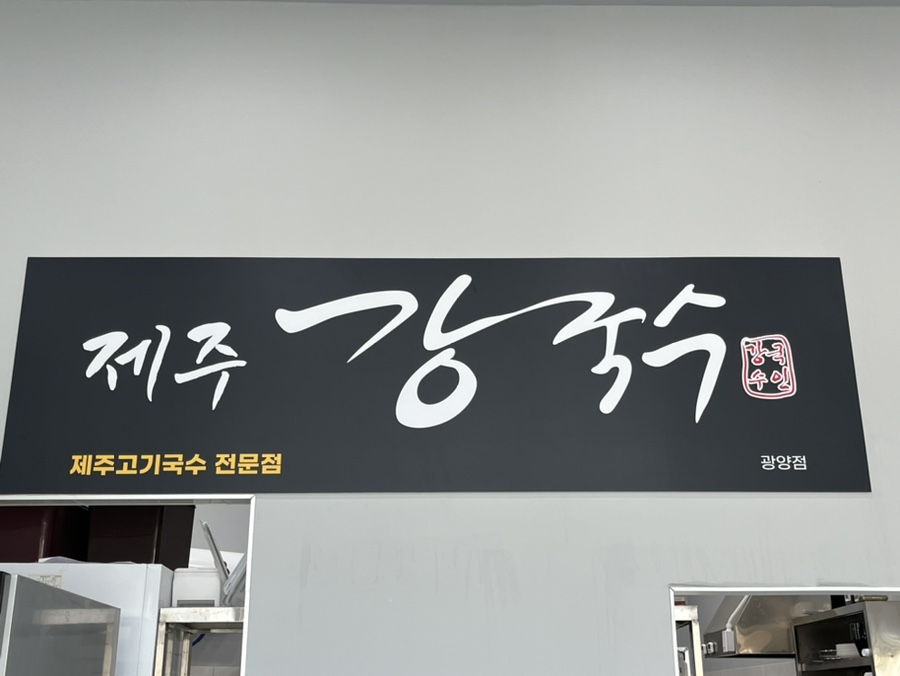 제주 강국수
강국
수인
제주고기국수 전문점
광양점